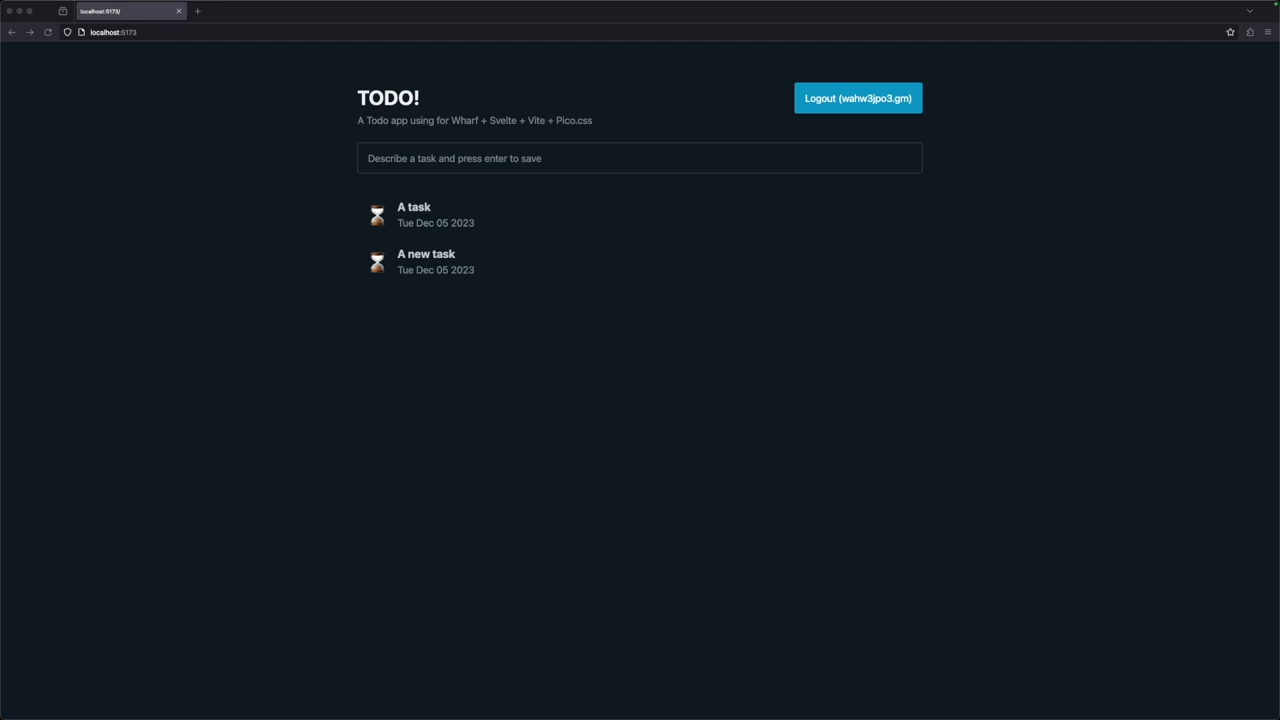 localhost:5173/
localhost:5173
TODO!
Logout (wahw3jpo3.gm)
A Todo app using for Wharf + Svelte + Vite + Pico.css
Describe a task and press enter to save
A task
Tue Dec 05 2023
A new task
Tue Dec 05 2023